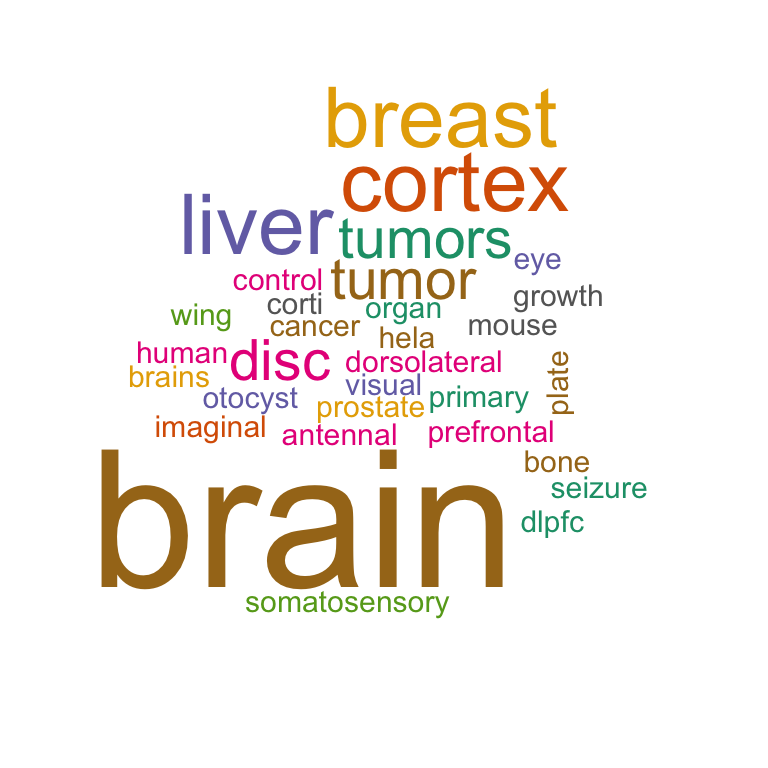 breast
cortex
liver
tumors
eye
control
tumor
growth
corti
organ
wing
cancer
mouse
hela
human
disc
dorsolateral
brains
visual
plate
otocyst
prostate
primary
imaginal
antennal
prefrontal
bone
seizure
brain
dlpfc
somatosensory